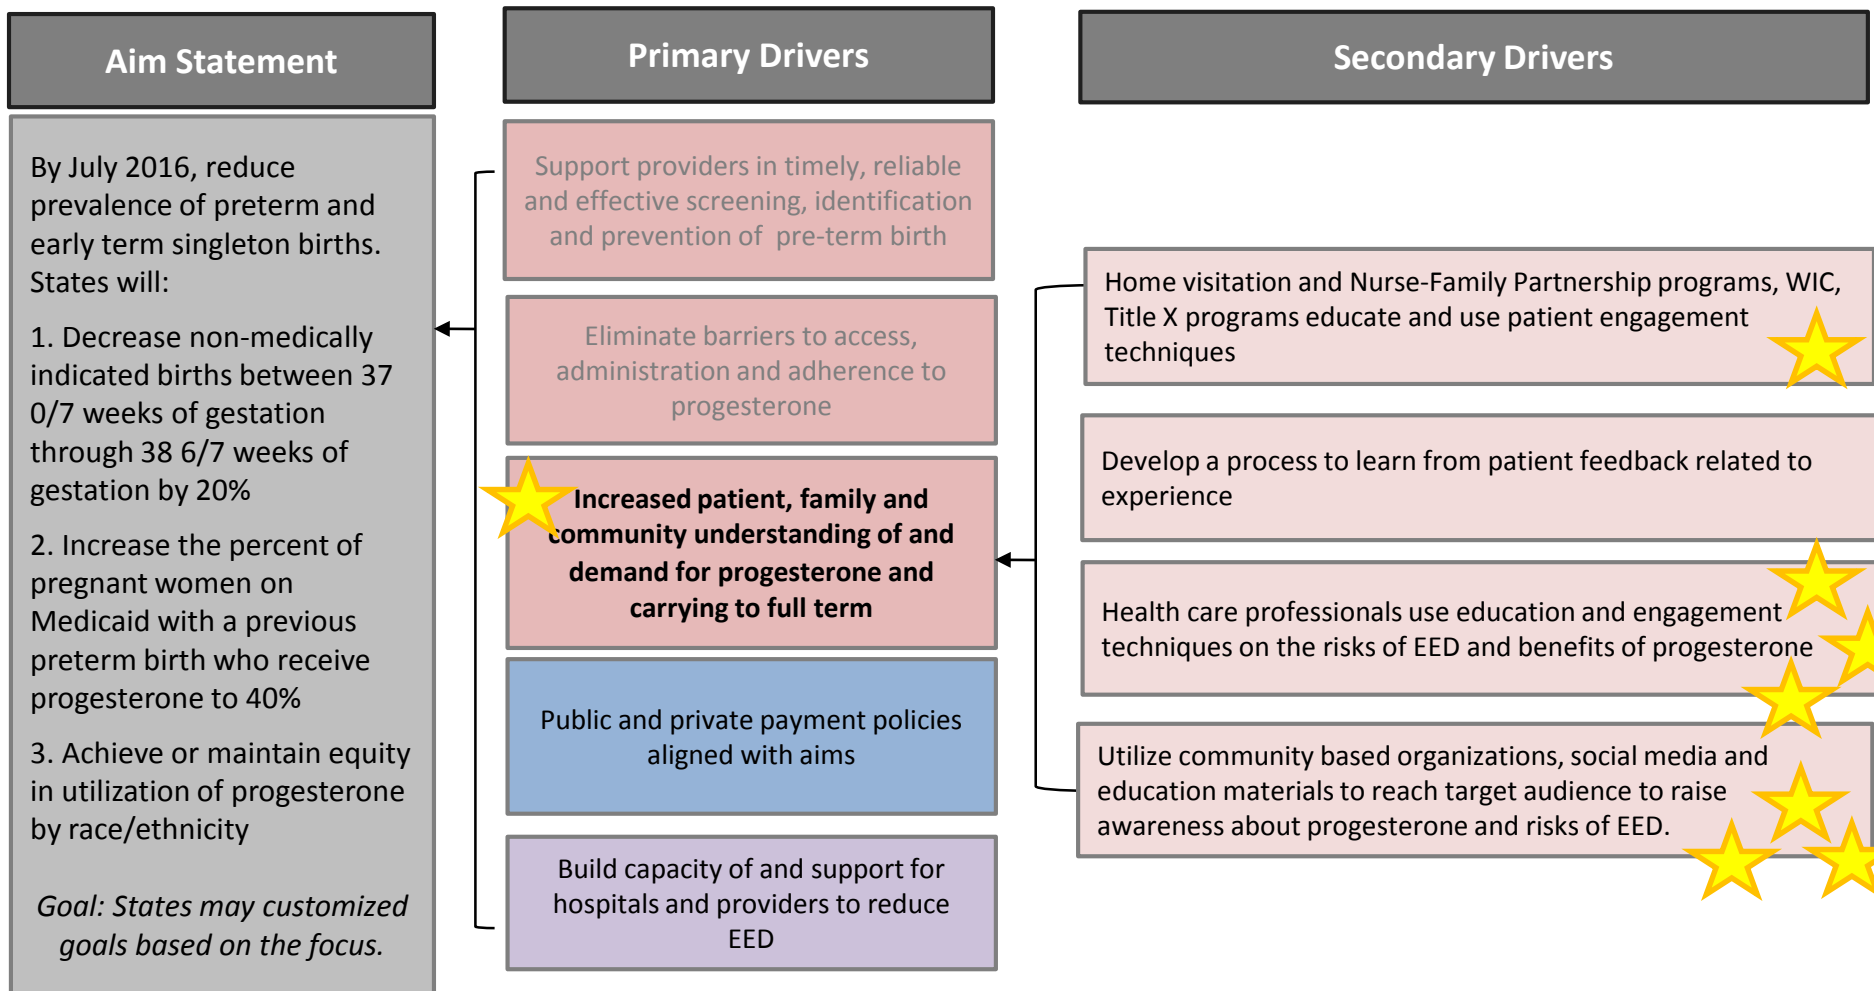 Aim Statement
By July 2016, reduce
prevalence of preterm and
early term singleton births.
States will:
1. Decrease non-medically
indicated births between 37
0/7 weeks of gestation
through 38 6/7 weeks of
gestation by 20%
2. Increase the percent of
pregnant women on
Medicaid with a previous
preterm birth who receive
progesterone to 40%
3. Achieve or maintain equity
in utilization of progesterone
by race/ethnicity
Goal: States may customized
goals based on the focus.
Primary Drivers
Support providers in timely, reliable
and effective screening, identification
and prevention of pre-term birth
Eliminate barriers to access,
administration and adherence to
progesterone
Increased patient, family and
community understanding of and
demand for progesterone and
carrying to full term
Public and private payment policies
aligned with aims
Build capacity of and support for
hospitals and providers to reduce
EED
Secondary Drivers
Home visitation and Nurse-Family Partnership programs, WIC,
Title X programs educate and use patient engagement
techniques
Develop a process to learn from patient feedback related to
experience
Health care professionals use education and engagement
techniques on the risks of EED and benefits of progesterone
Utilize community based organizations, social media and
education materials to reach target audience to raise
awareness about progesterone and risks of EED.